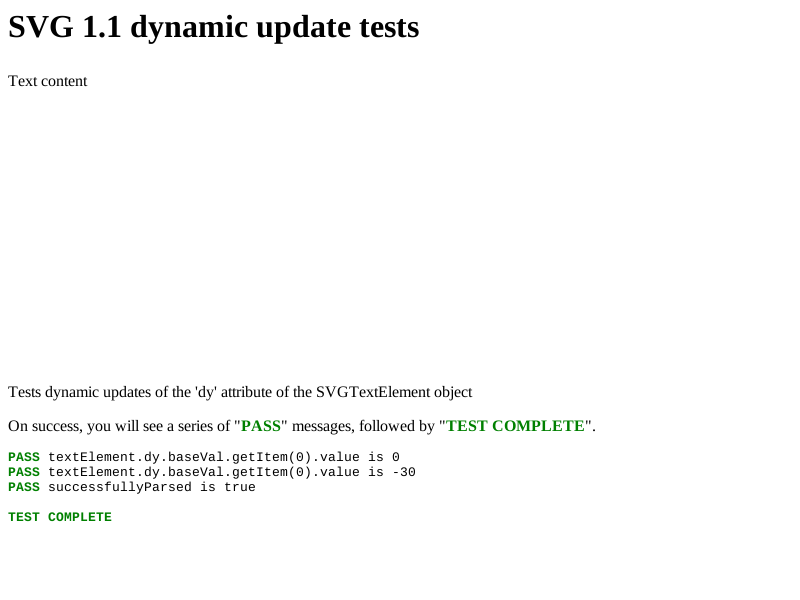 SVG 1.1 dynamic update tests
Text content
Tests dynamic updates of the 'dy' attribute of the SVGTextElement object
On success, you will see a series of "PASS" messages, followed by "TEST COMPLETE".
PASS textElement.dy.baseVal.getItem(0).value is 0
PASS textElement.dy.baseVal.getItem(0).value is -30
PASS successfullyParsed is true
TEST COMPLETE